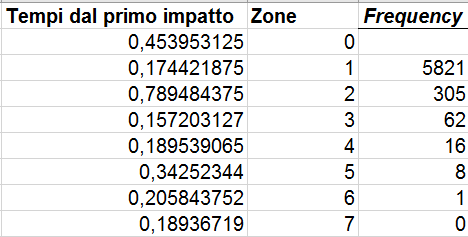 Tempi dal primo impatto Zone Frequency
0,453953125 0
0,174421875 1 5821
0,789484375 2 305
0,157203127 3 62
0,189539065 4 16
0,34252344 5 8
0,205843752 6 1
0,18936719 7 0